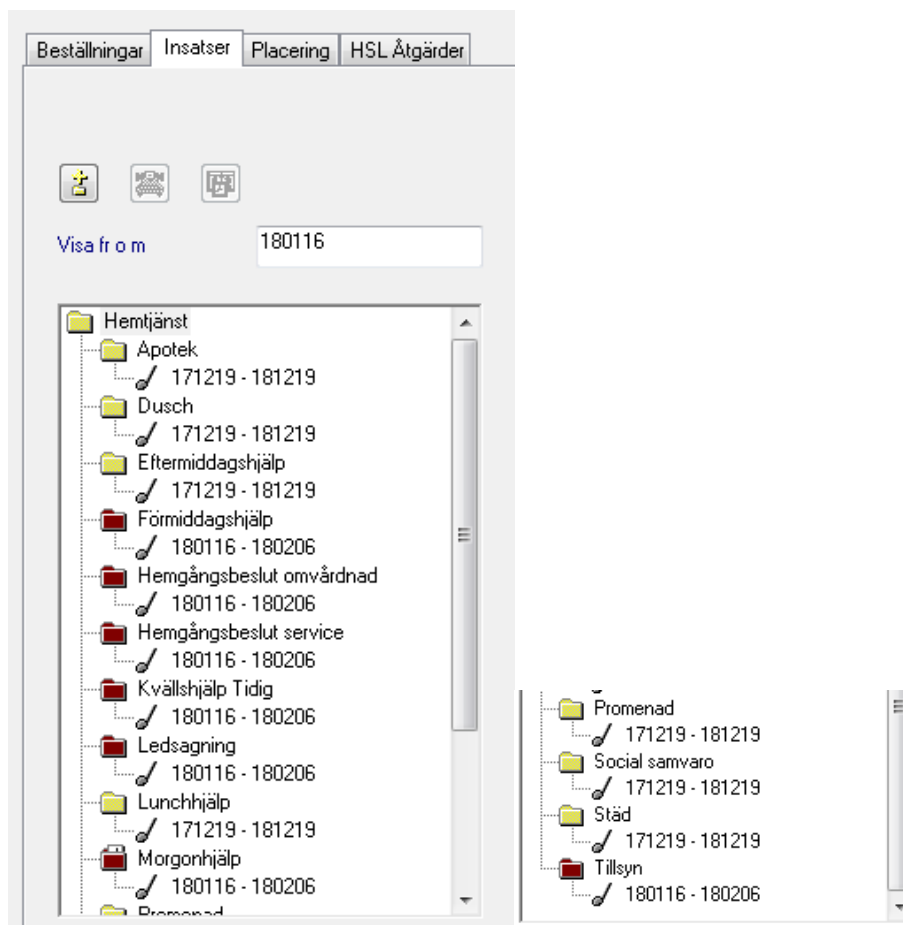 Beställningar Insatser Placering HSL Åtgärder
Visa fr o m 180116
Hemtjänst
Apotek
171219 - 181219
Dusch
171219 - 181219
Eftermiddagshjälp
171219 - 181219
Förmiddagshjälp
180116 - 180206
Hemgångsbeslut omvårdnad
180116 - 180206
Hemgångsbeslut service
180116 - 180206
Kvällshjälp Tidig
180116 - 180206
Ledsagning
180116 - 180206
Lunchhjälp
171219 - 181219
Morgonhjälp
180116 - 180206
Promenad
Promenad
171219 - 181219
Social samvaro
171219 - 181219
Städ
171219 - 181219
Tillsyn
180116 - 180206